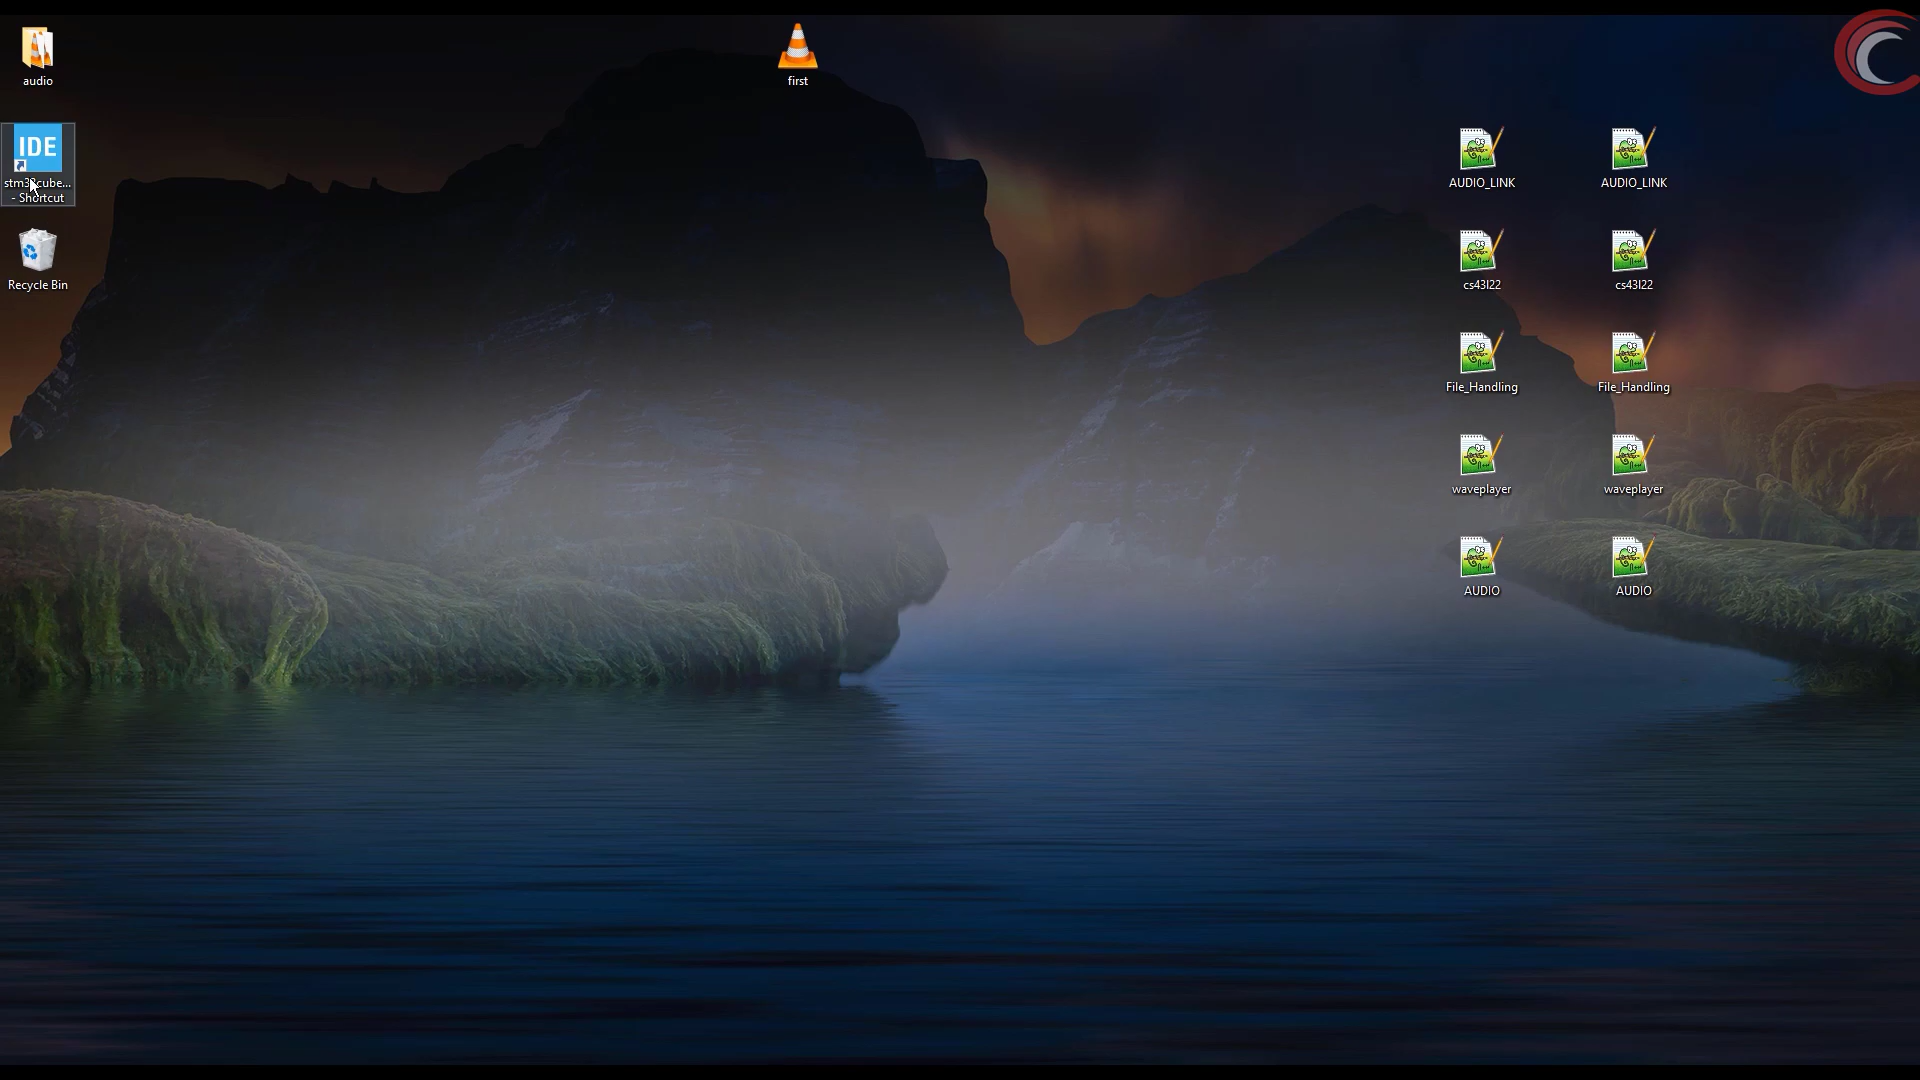 audio
first
IDE
stm32cube...
- Shortcut
Recycle Bin
AUDIO_LINK
AUDIO_LINK
cs43l22
cs43l22
File_Handling
File_Handling
waveplayer
waveplayer
AUDIO
AUDIO